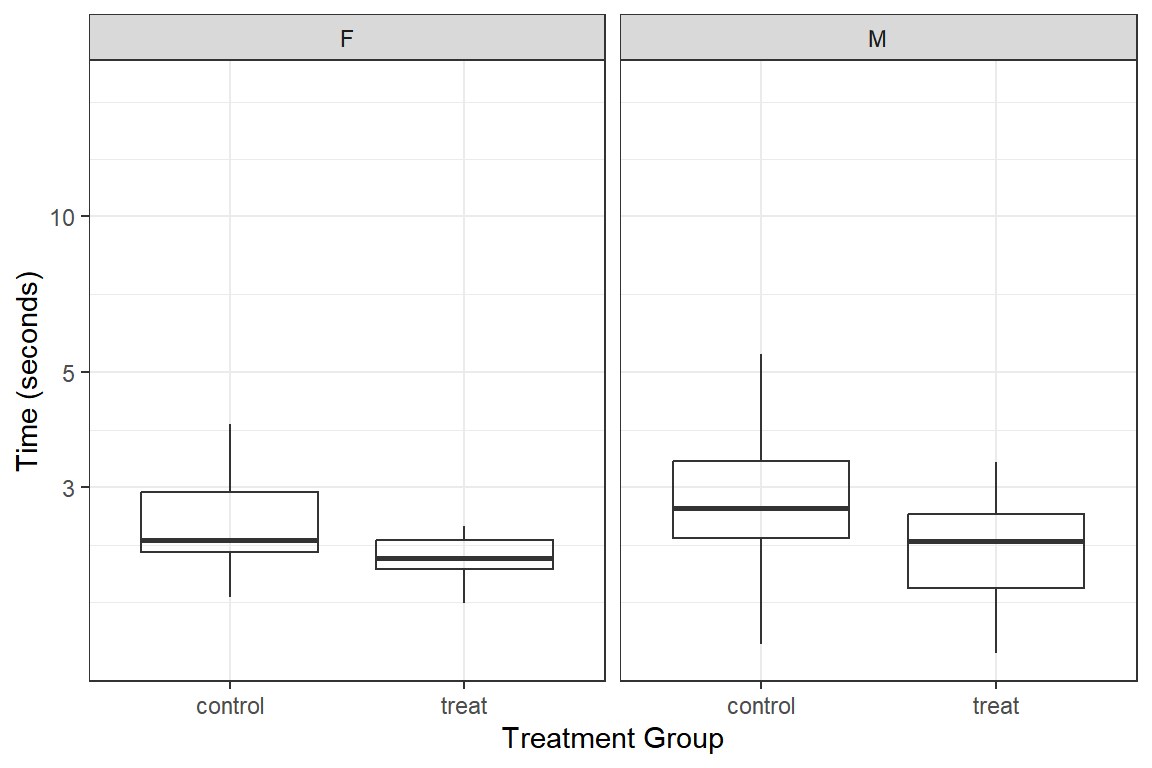 F
M
10
5
3
Time (seconds)
control
treat
control
treat
Treatment Group